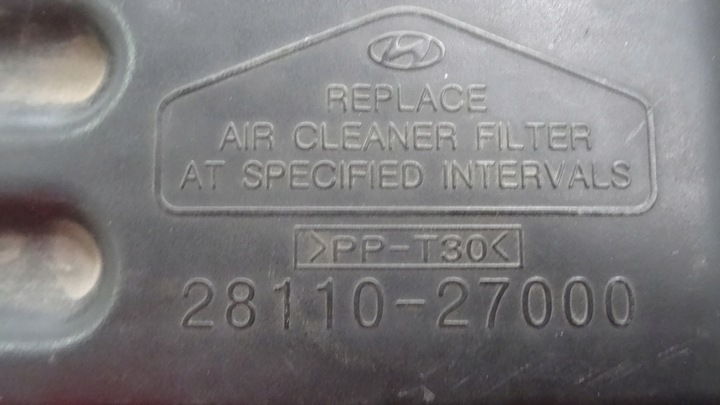 REPLACE
AIR CLEANER FILTER
AT SPECIFIED INTERVALS
>PP-T30<
28110-27000